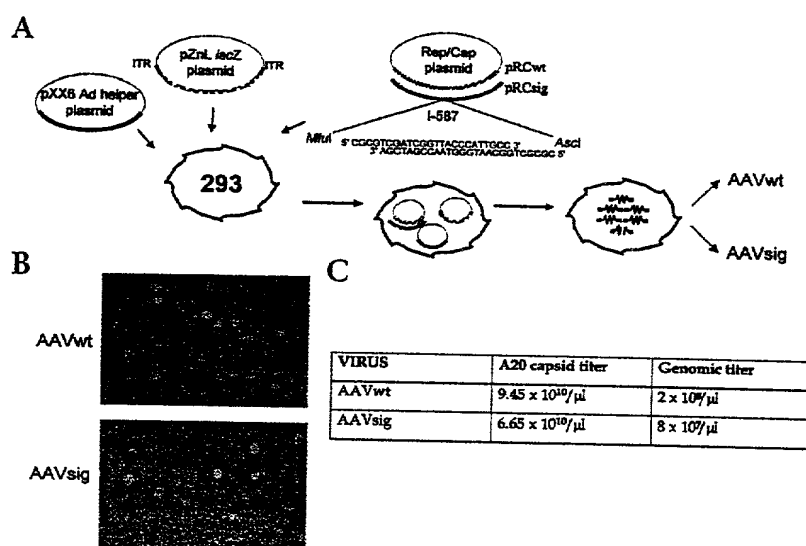 A
pZnL lacZ
plasmid
ITR
ITR
Rep/Cap
plasmid
pRCwt
pRCsig
pXX6 Ad helper
plasmid
I-587
MluI
AscI
5' CGCGTCGATCGGTTACCCATTGCC 3'
3' AGCTAGCCAATGGGTAACGGTCGCGC 5'
293
AAVwt
AAVsig
B
C
AAVwt
AAVsig
VIRUS A20 capsid titer Genomic titer
AAVwt 9.45 x 10¹⁰/µl 2 x 10⁸/µl
AAVsig 6.65 x 10¹⁰/µl 8 x 10⁷/µl